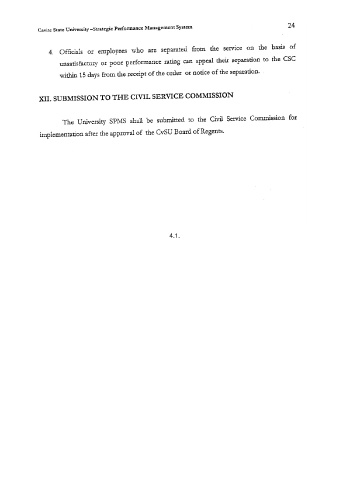 Cavite State University –Strategic Performance Management System 24
4. Officials or employees who are separated from the service on the basis of
unsatisfactory or poor performance rating can appeal their separation to the CSC
within 15 days from the receipt of the order or notice of the separation.
XII. SUBMISSION TO THE CIVIL SERVICE COMMISSION
The University SPMS shall be submitted to the Civil Service Commission for
implementation after the approval of the CvSU Board of Regents.
4.1.